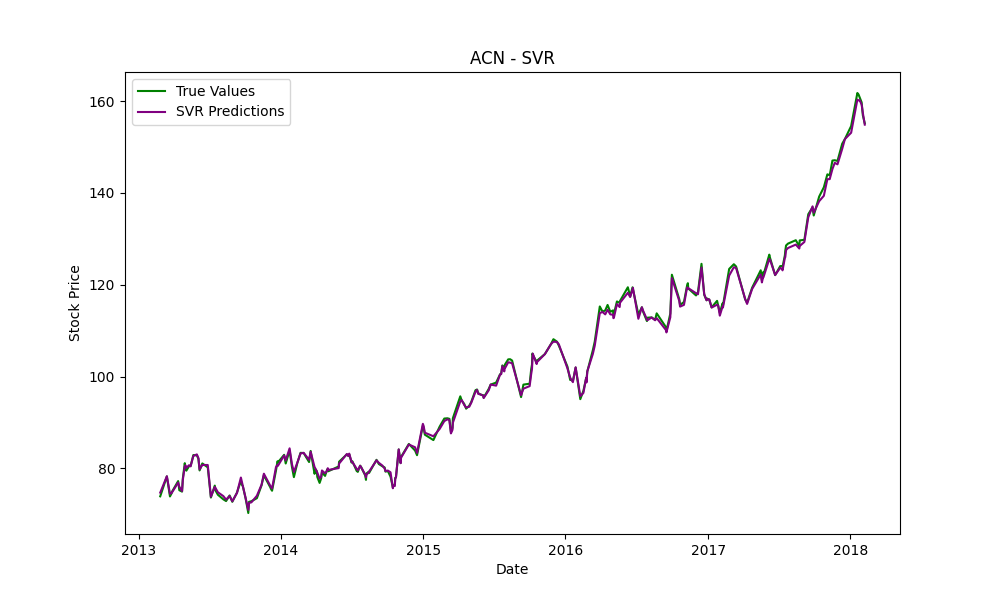 ACN - SVR
True Values
SVR Predictions
160
140
120
100
80
Stock Price
2013 2014 2015 2016 2017 2018
Date